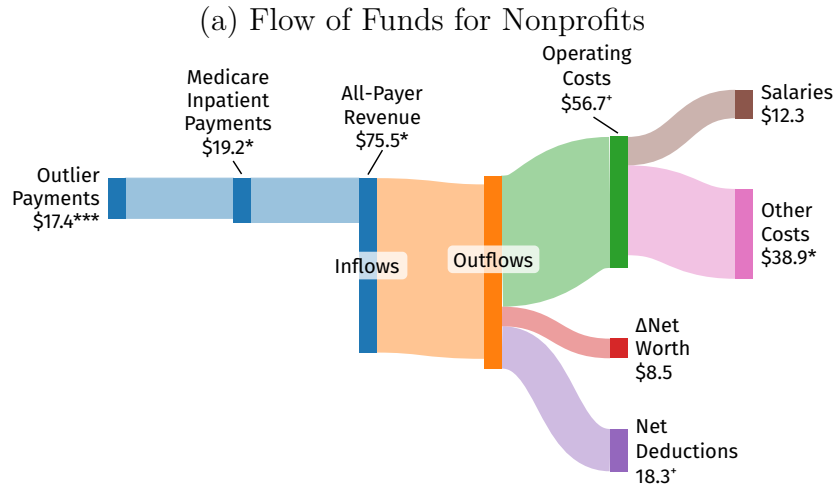 (a) Flow of Funds for Nonprofits
Operating
Costs
$56.7⁺
Medicare
Inpatient
Payments
$19.2*
All-Payer
Revenue
$75.5*
Salaries
$12.3
Outlier
Payments
$17.4***
Inflows
Outflows
Other
Costs
$38.9*
ΔNet
Worth
$8.5
Net
Deductions
18.3⁺